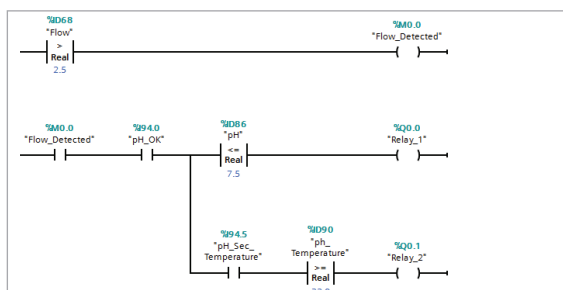 %ID68
"Flow"
>
Real
2.5
%M0.0
"Flow_Detected"
%M0.0
"Flow_Detected"
%I94.0
"pH_OK"
%ID86
"pH"
<=
Real
7.5
%Q0.0
"Relay_1"
%I94.5
"pH_Sec_
Temperature"
%ID90
"ph_
Temperature"
>=
Real
%Q0.1
"Relay_2"